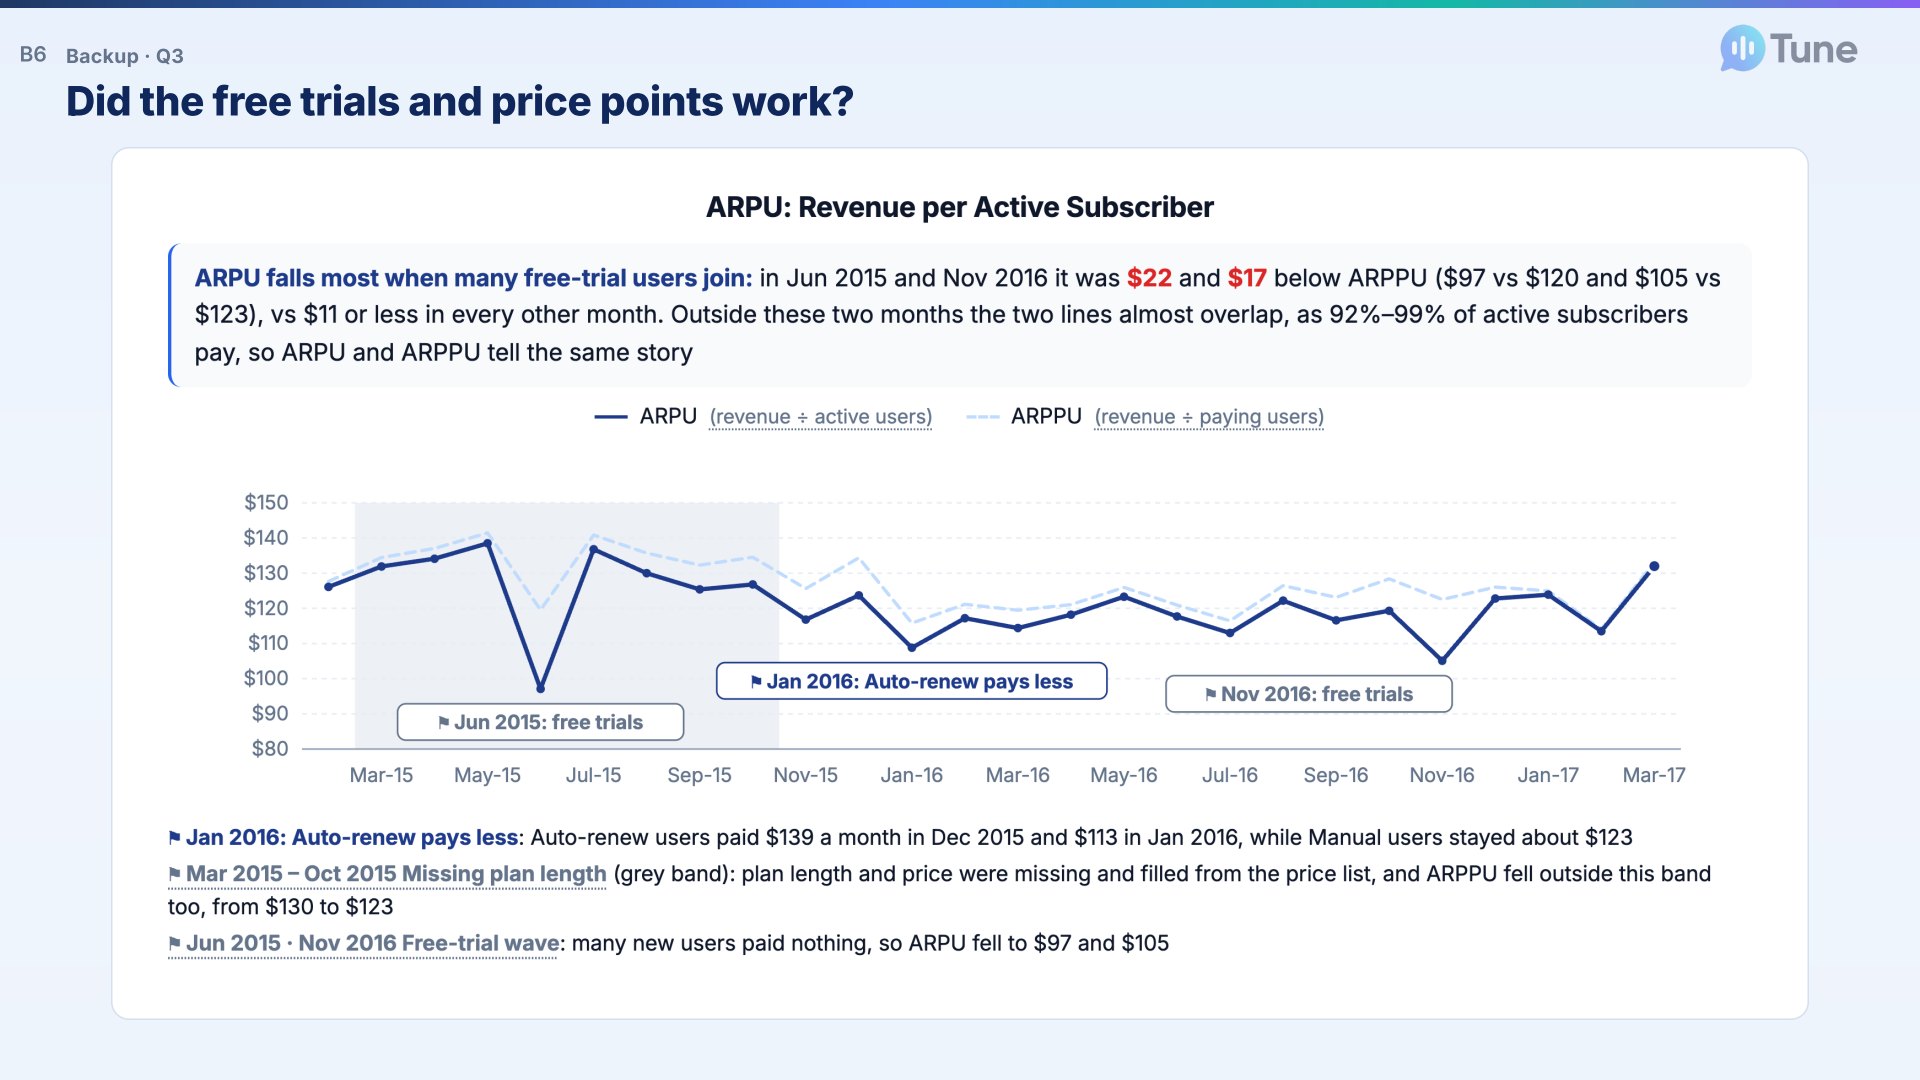 B6 Backup · Q3
Tune
Did the free trials and price points work?
ARPU: Revenue per Active Subscriber
ARPU falls most when many free-trial users join: in Jun 2015 and Nov 2016 it was $22 and $17 below ARPPU ($97 vs $120 and $105 vs
$123), vs $11 or less in every other month. Outside these two months the two lines almost overlap, as 92%–99% of active subscribers
pay, so ARPU and ARPPU tell the same story
ARPU (revenue ÷ active users) ARPPU (revenue ÷ paying users)
$150
$140
$130
$120
$110
$100
$90
$80
⚑ Jan 2016: Auto-renew pays less
⚑ Nov 2016: free trials
⚑ Jun 2015: free trials
Mar-15 May-15 Jul-15 Sep-15 Nov-15 Jan-16 Mar-16 May-16 Jul-16 Sep-16 Nov-16 Jan-17 Mar-17
⚑ Jan 2016: Auto-renew pays less: Auto-renew users paid $139 a month in Dec 2015 and $113 in Jan 2016, while Manual users stayed about $123
⚑ Mar 2015 – Oct 2015 Missing plan length (grey band): plan length and price were missing and filled from the price list, and ARPPU fell outside this band
too, from $130 to $123
⚑ Jun 2015 · Nov 2016 Free-trial wave: many new users paid nothing, so ARPU fell to $97 and $105